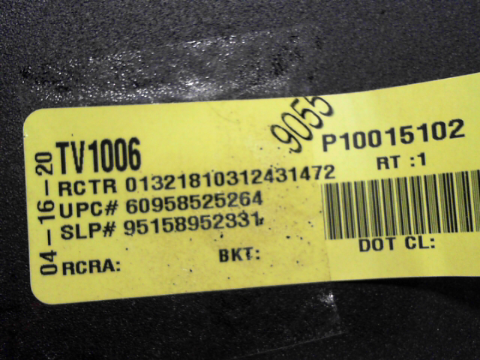 04-16-20
TV1006
9055
P10015102
RCTR 01321810312431472
RT :1
UPC# 60958525264
SLP# 95158952331
RCRA:
BKT:
DOT CL: